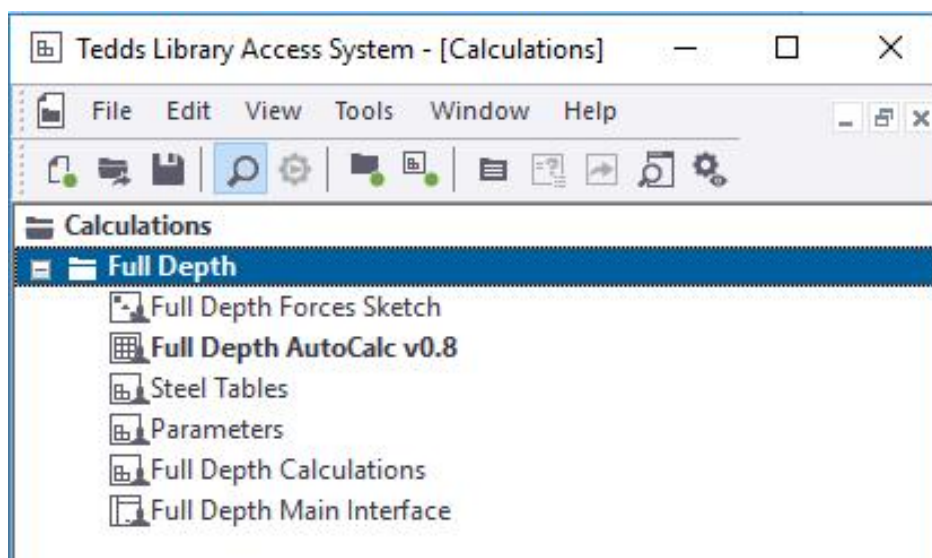 Tedds Library Access System - [Calculations]
File Edit View Tools Window Help
Calculations
Full Depth
Full Depth Forces Sketch
Full Depth AutoCalc v0.8
Steel Tables
Parameters
Full Depth Calculations
Full Depth Main Interface